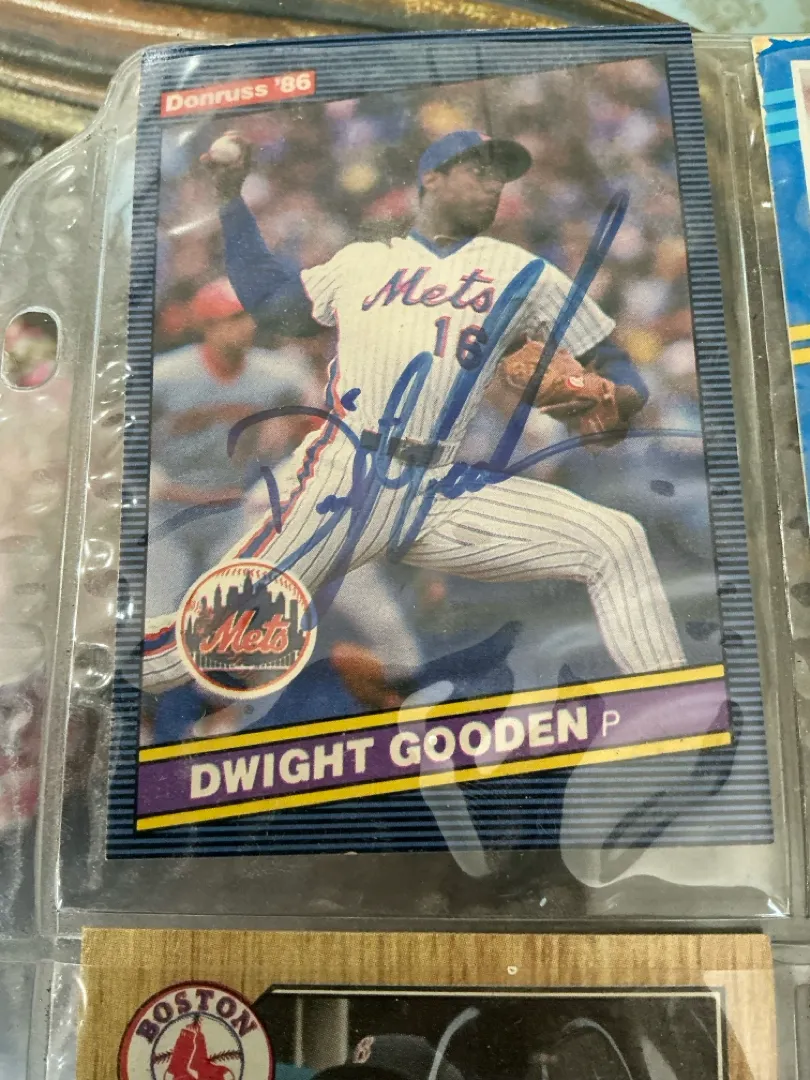 Donruss '86
Mets
16
Mets
DWIGHT GOODEN P
BOSTON
B